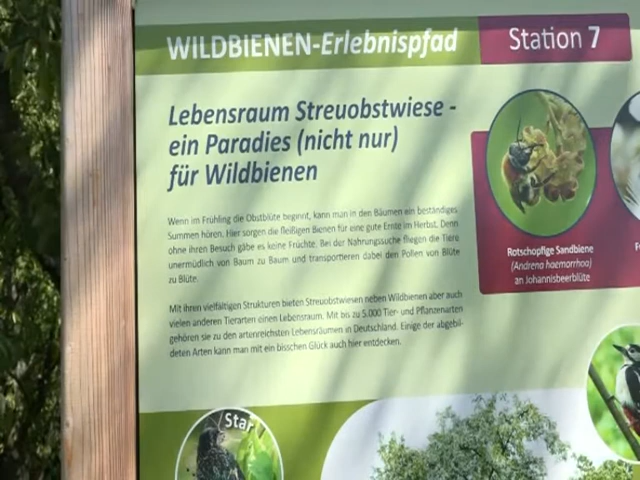 WILDBIENEN-Erlebnispfad
Station 7
Lebensraum Streuobstwiese -
ein Paradies (nicht nur)
für Wildbienen
Wenn im Frühling die Obstblüte beginnt, kann man in den Bäumen ein beständiges
Summen hören. Hier sorgen die fleißigen Bienen für eine gute Ernte im Herbst. Denn
ohne ihren Besuch gäbe es keine Früchte. Bei der Nahrungssuche fliegen die Tiere
unermüdlich von Baum zu Baum und transportieren dabei den Pollen von Blüte
zu Blüte.
Mit ihren vielfältigen Strukturen bieten Streuobstwiesen neben Wildbienen aber auch
vielen anderen Tierarten einen Lebensraum. Mit bis zu 5.000 Tier- und Pflanzenarten
gehören sie zu den artenreichsten Lebensräumen in Deutschland. Einige der abgebil-
deten Arten kann man mit ein bisschen Glück auch hier entdecken.
Rotschopfige Sandbiene
(Andrena haemorrhoa)
an Johannisbeerblüte
Star